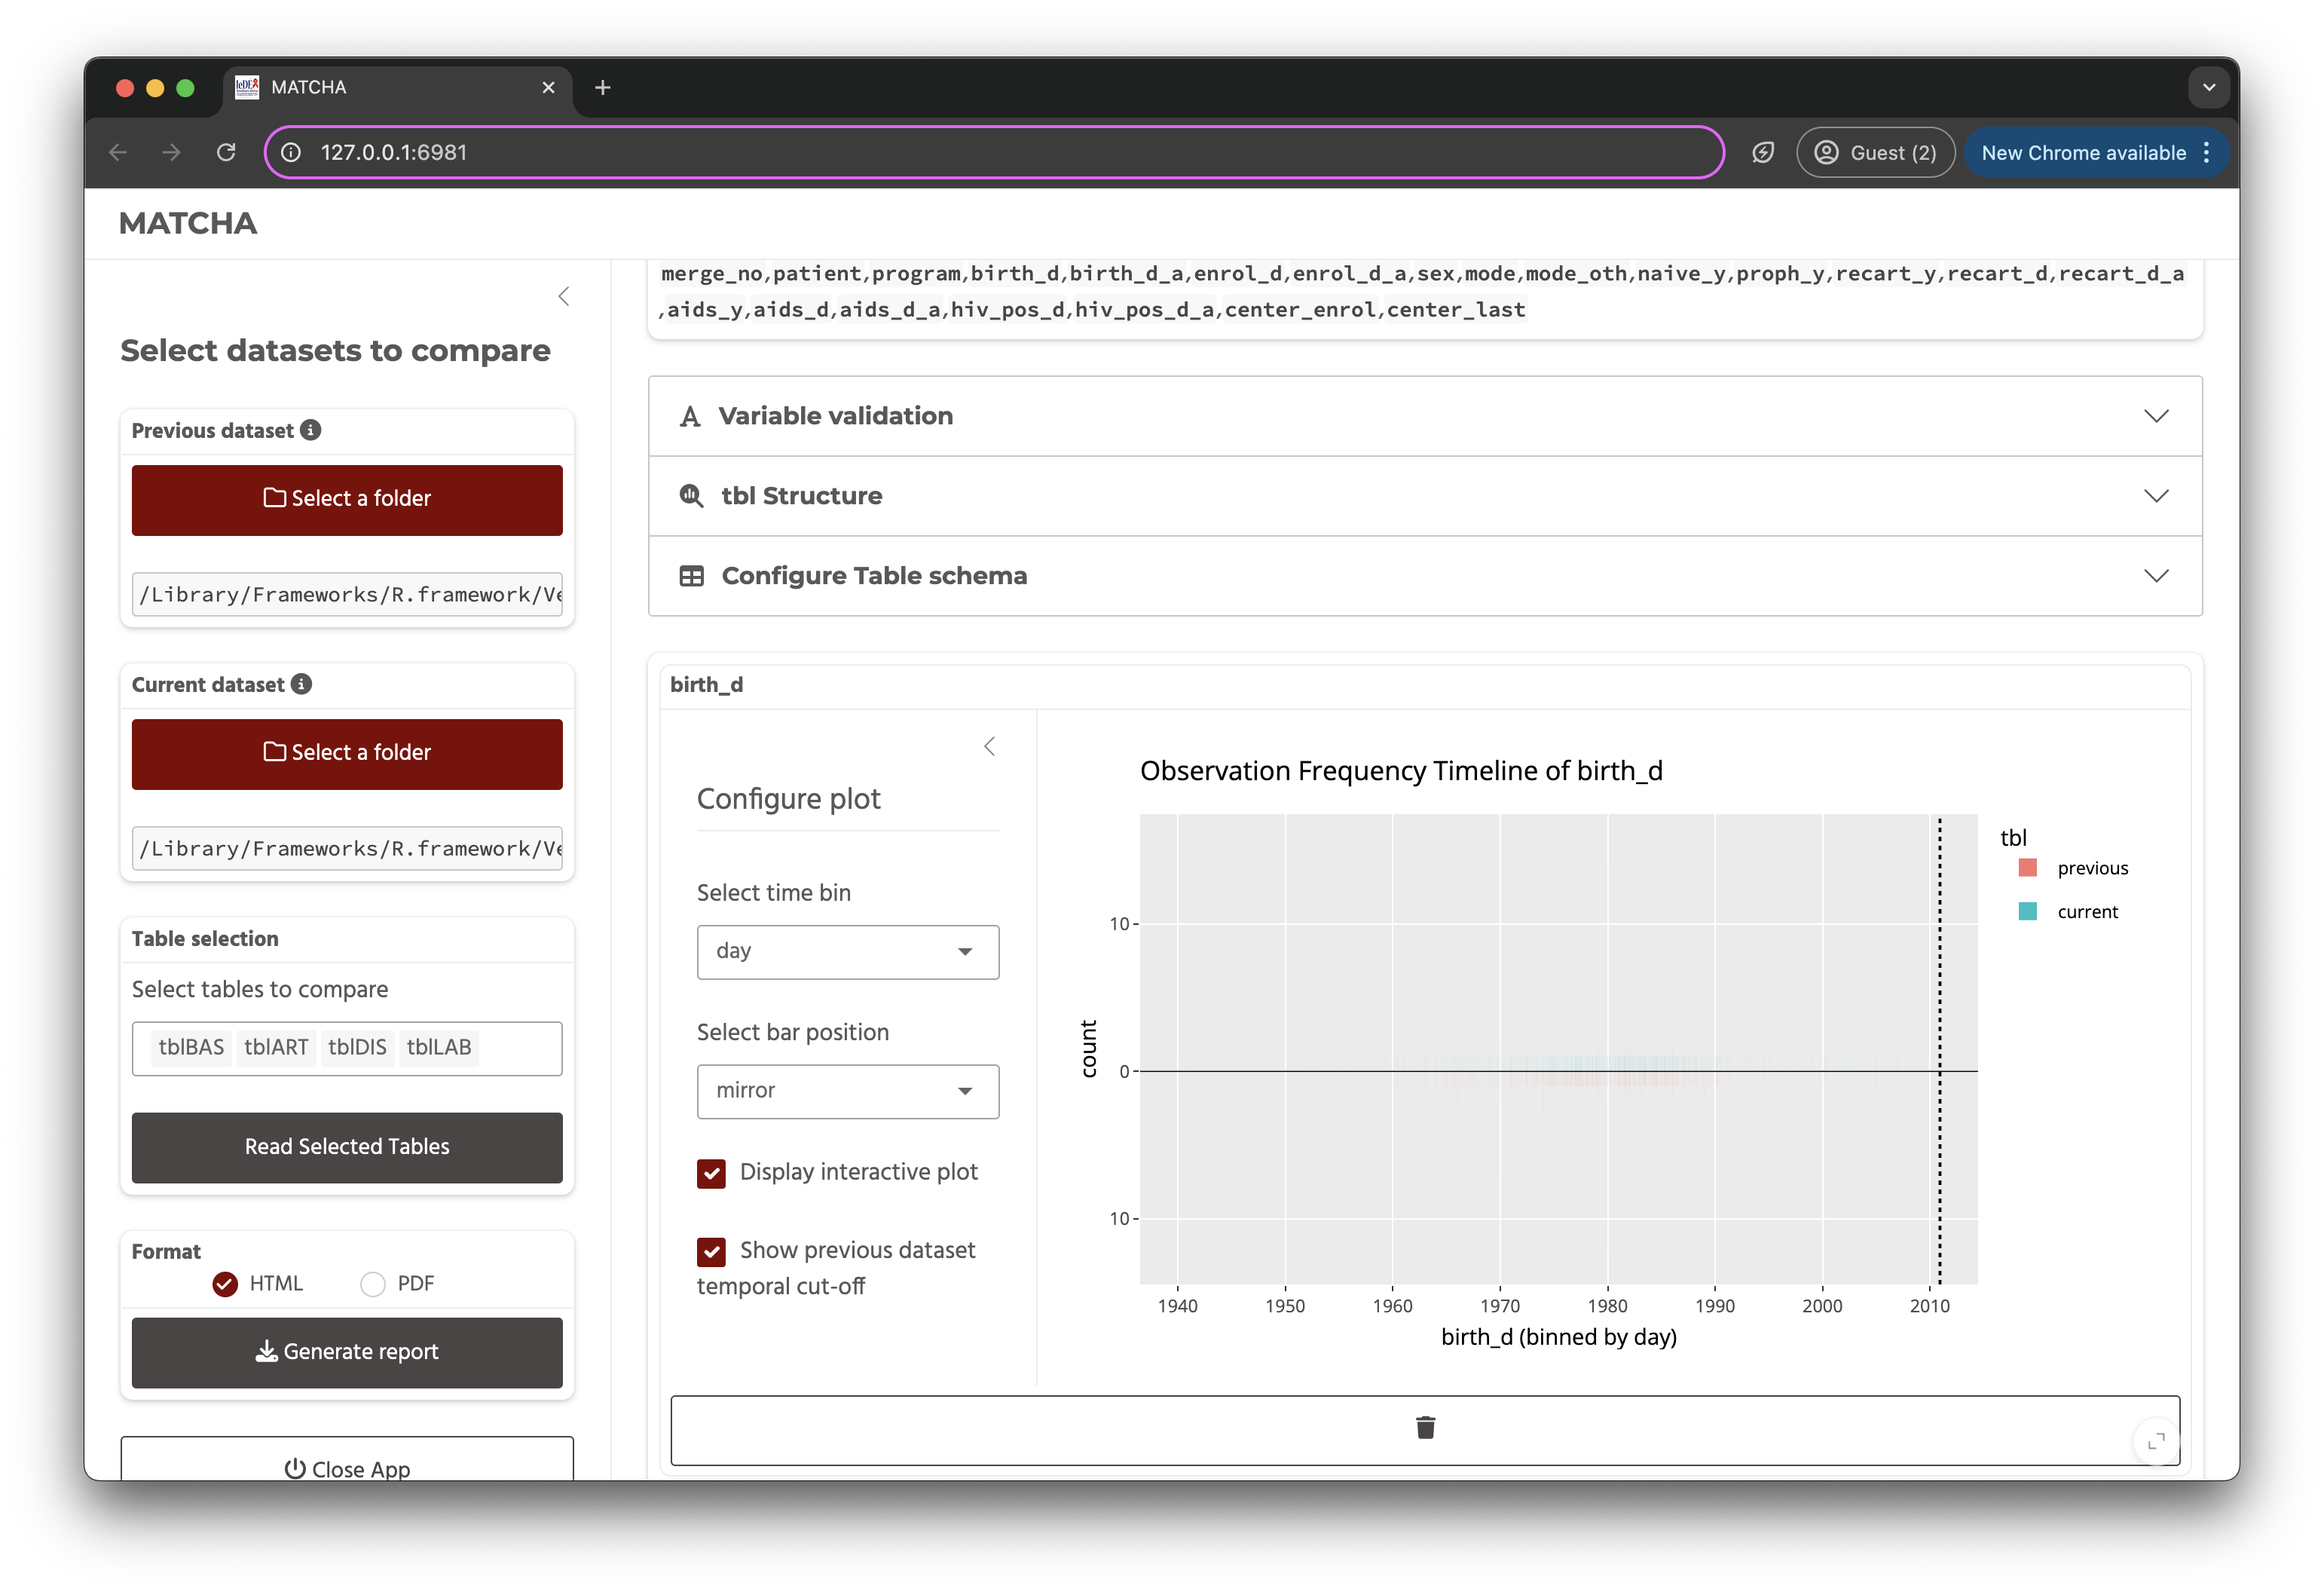 MATCHA
127.0.0.1:6981
Guest (2)
New Chrome available
MATCHA
Select datasets to compare
Previous dataset
Select a folder
/Library/Frameworks/R.framework/Ve
Current dataset
Select a folder
/Library/Frameworks/R.framework/Ve
Table selection
Select tables to compare
tblBAS tblART tblDIS tblLAB
Read Selected Tables
Format
HTML PDF
Generate report
Close App
merge_no,patient,program,birth_d,birth_d_a,enrol_d,enrol_d_a,sex,mode,mode_oth,naive_y,proph_y,recart_y,recart_d,recart_d_a
,aids_y,aids_d,aids_d_a,hiv_pos_d,hiv_pos_d_a,center_enrol,center_last
Variable validation
tbl Structure
Configure Table schema
birth_d
Configure plot
Select time bin
day
Select bar position
mirror
Display interactive plot
Show previous dataset
temporal cut-off
Observation Frequency Timeline of birth_d
tbl
previous
current
count
10
0
10
1940 1950 1960 1970 1980 1990 2000 2010
birth_d (binned by day)